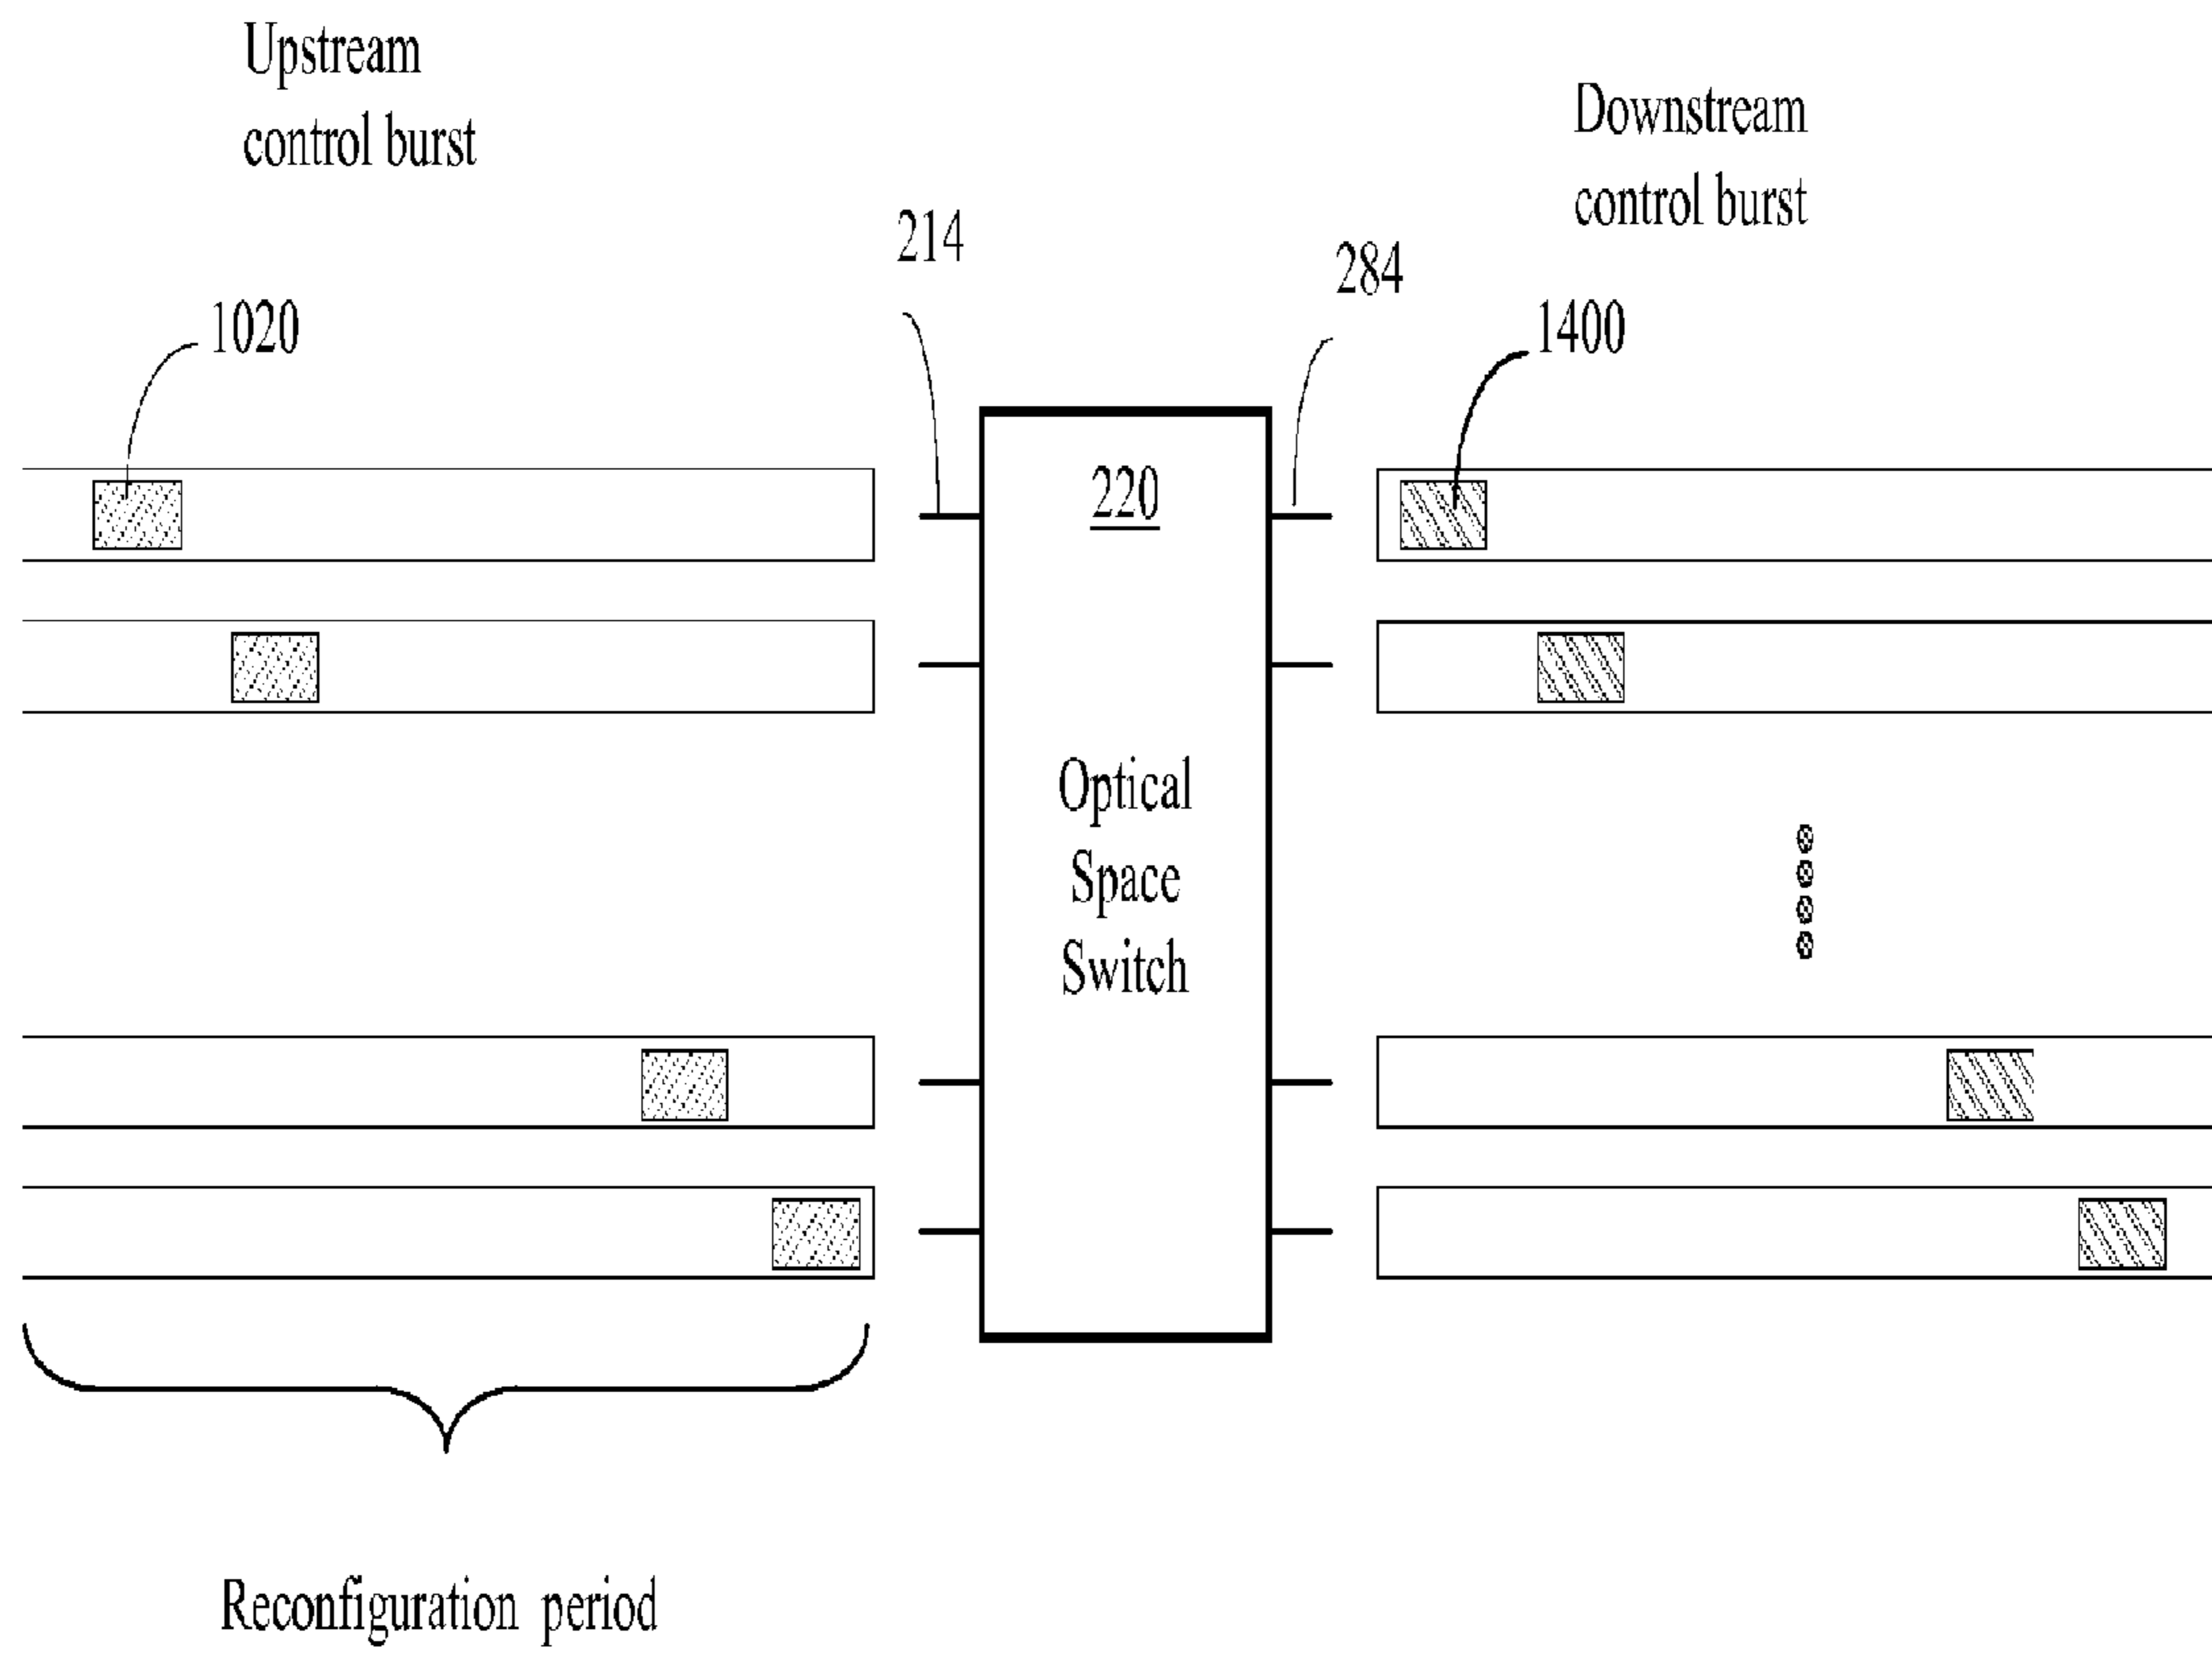 Upstream
control burst
Downstream
control burst
214
284
1020
1400
220
Optical
Space
Switch
Reconfiguration period